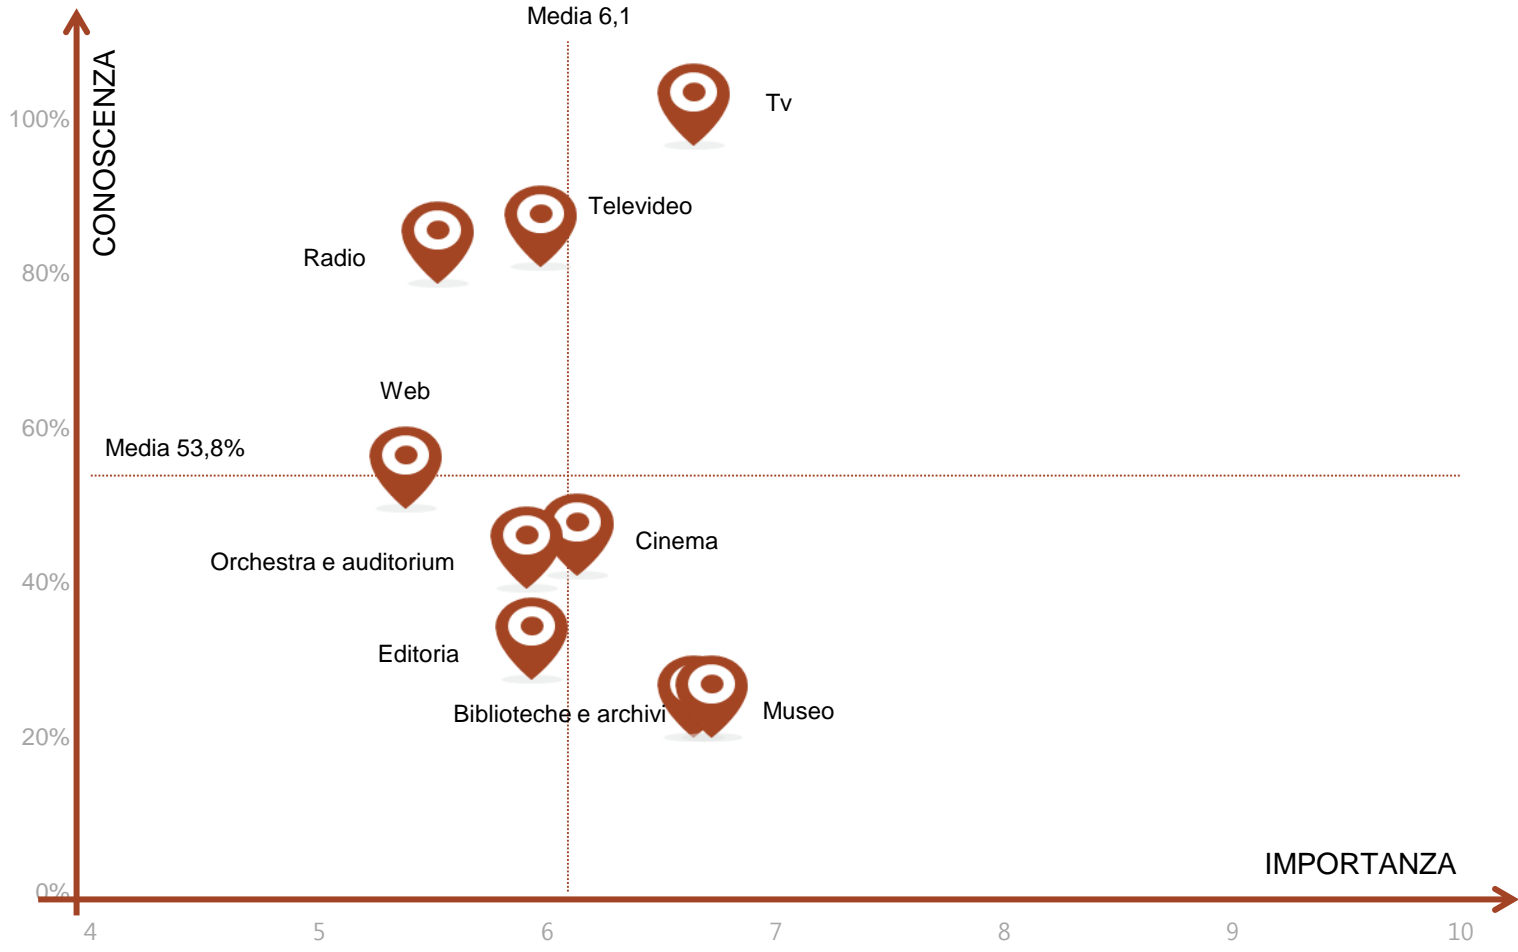 Media 6,1
CONOSCENZA
Tv
100%
Televideo
Radio
80%
Web
60%
Media 53,8%
Cinema
Orchestra e auditorium
40%
Editoria
Biblioteche e archivi
Museo
20%
IMPORTANZA
0%
4 5 6 7 8 9 10